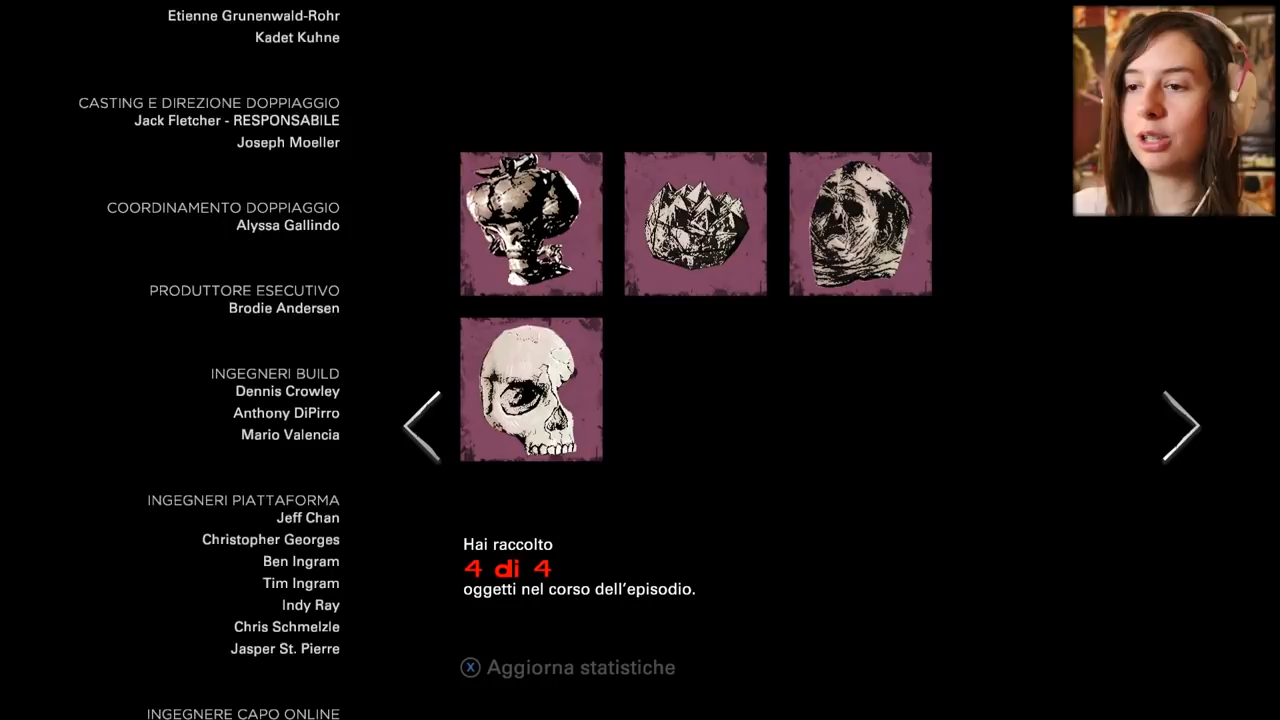 Etienne Grunenwald-Rohr
Kadet Kuhne
CASTING E DIREZIONE DOPPIAGGIO
Jack Fletcher - RESPONSABILE
Joseph Moeller
COORDINAMENTO DOPPIAGGIO
Alyssa Gallindo
PRODUTTORE ESECUTIVO
Brodie Andersen
INGEGNERI BUILD
Dennis Crowley
Anthony DiPirro
Mario Valencia
INGEGNERI PIATTAFORMA
Jeff Chan
Christopher Georges
Ben Ingram
Tim Ingram
Indy Ray
Chris Schmelzle
Jasper St. Pierre
INGEGNERE CAPO ONLINE
Hai raccolto
4 di 4
oggetti nel corso dell'episodio.
X Aggiorna statistiche